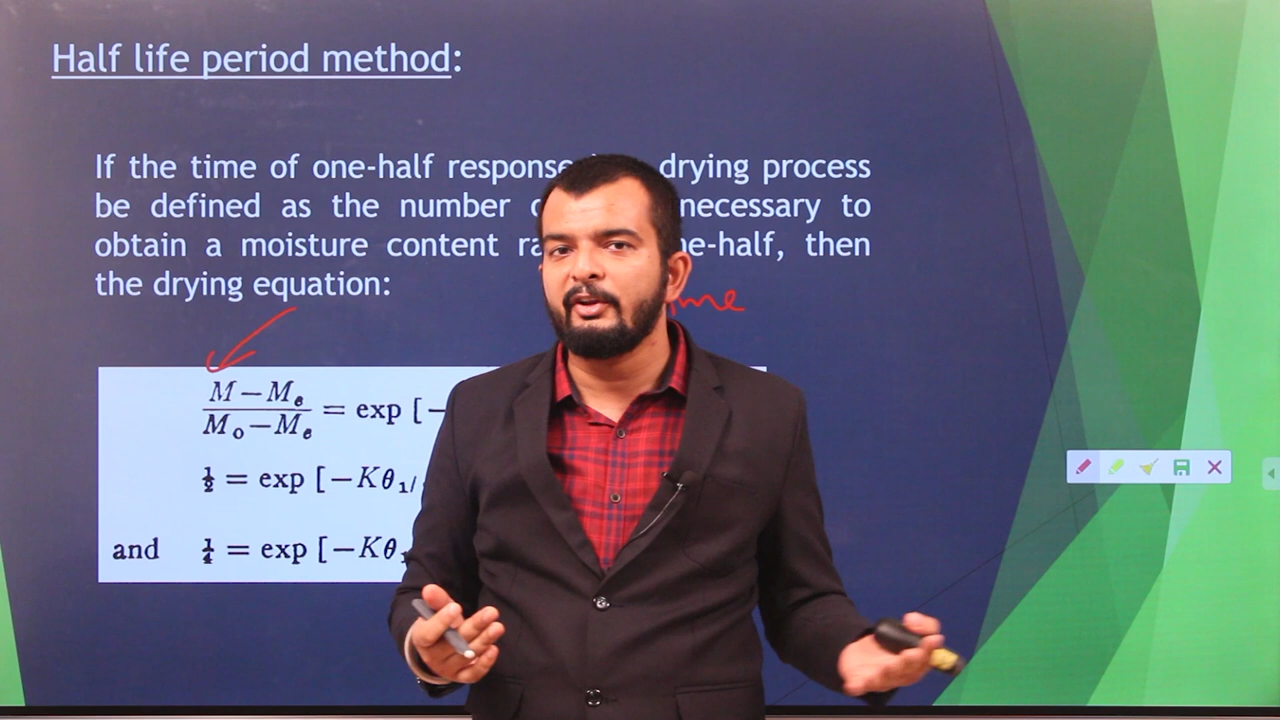 Half life period method:
If the time of one-half response drying process
be defined as the number necessary to
obtain a moisture content ne-half, then
the drying equation:
me
M – Mₑ
= exp [–
M₀ – Mₑ
½ = exp [–Kθ₁/
and ¼ = exp [–Kθ